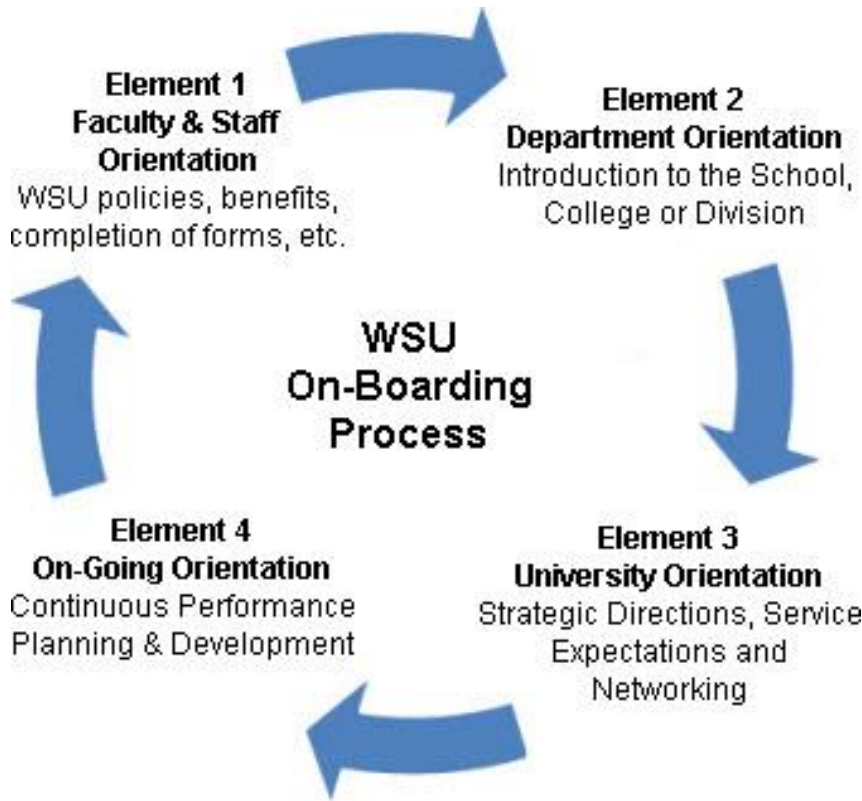 Element 1
Faculty & Staff
Orientation
WSU policies, benefits,
completion of forms, etc.
Element 2
Department Orientation
Introduction to the School,
College or Division
WSU
On-Boarding
Process
Element 3
University Orientation
Strategic Directions, Service
Expectations and
Networking
Element 4
On-Going Orientation
Continuous Performance
Planning & Development